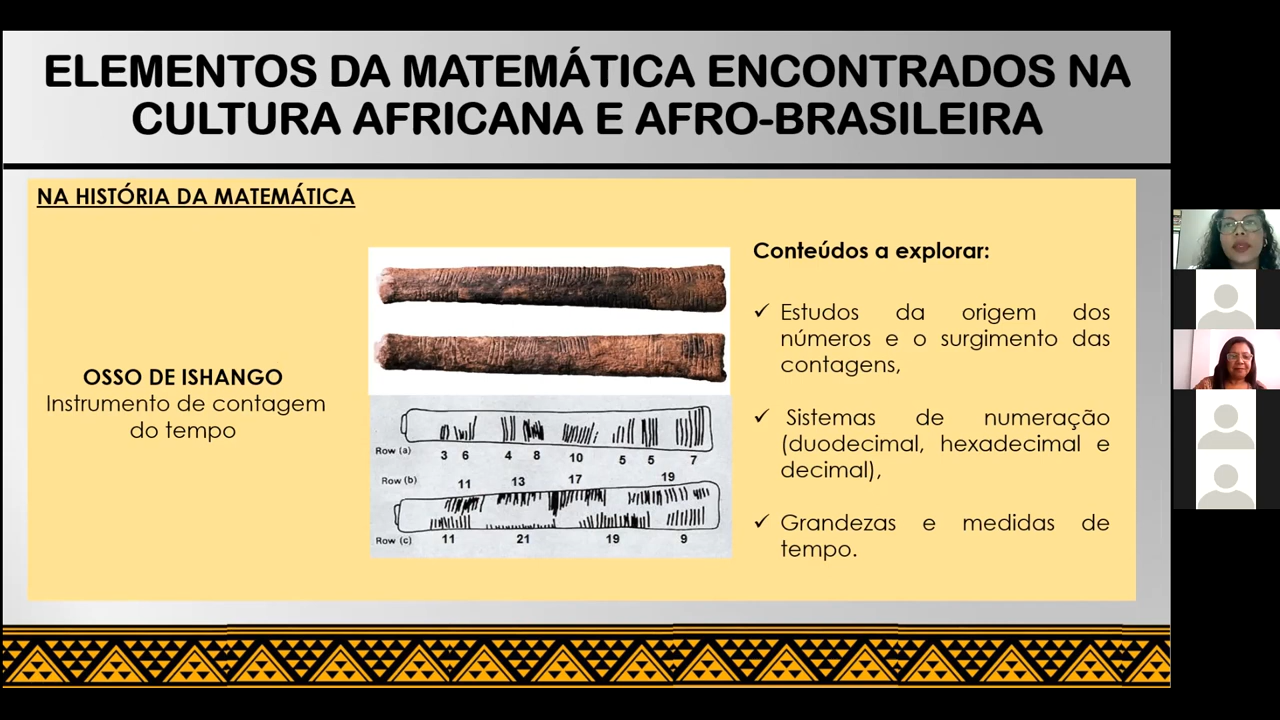 ELEMENTOS DA MATEMÁTICA ENCONTRADOS NA
CULTURA AFRICANA E AFRO-BRASILEIRA
NA HISTÓRIA DA MATEMÁTICA
OSSO DE ISHANGO
Instrumento de contagem
do tempo
Row (a)
3 6 4 8 10 5 5 7
Row (b)
11 13 17 19
Row (c)
11 21 19 9
Conteúdos a explorar:
✓ Estudos da origem dos
números e o surgimento das
contagens,
✓ Sistemas de numeração
(duodecimal, hexadecimal e
decimal),
✓ Grandezas e medidas de
tempo.